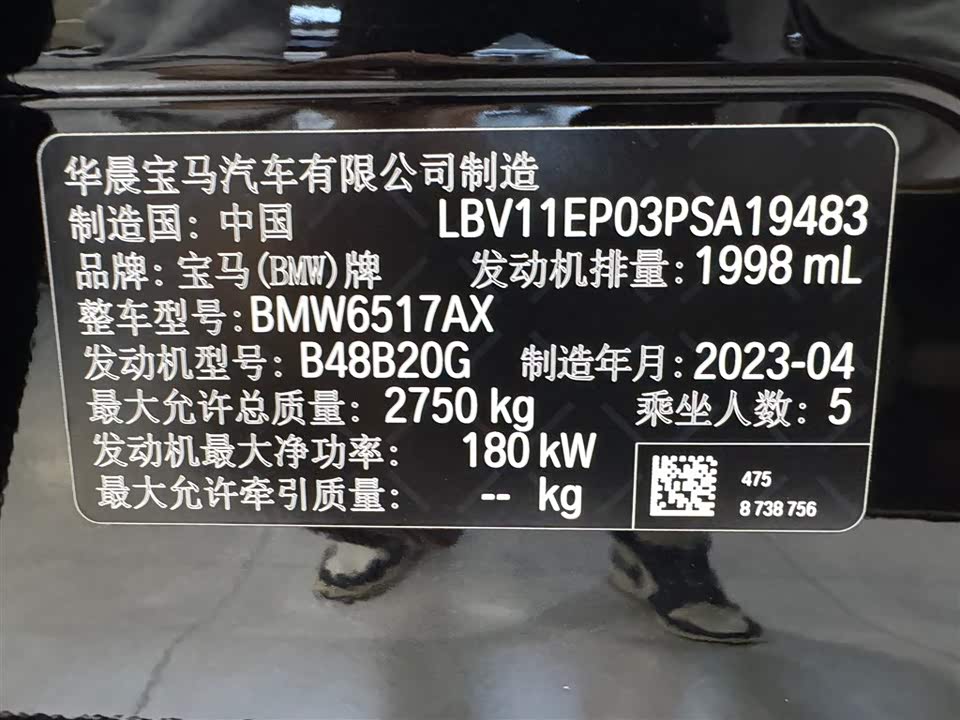 华晨宝马汽车有限公司制造
制造国：中国 LBV11EP03PSA19483
品牌：宝马(BMW)牌 发动机排量：1998 mL
整车型号：BMW6517AX
发动机型号：B48B20G 制造年月：2023-04
最大允许总质量：2750 kg 乘坐人数：5
发动机最大净功率：180 kW
最大允许牵引质量：-- kg
475
8 738 756